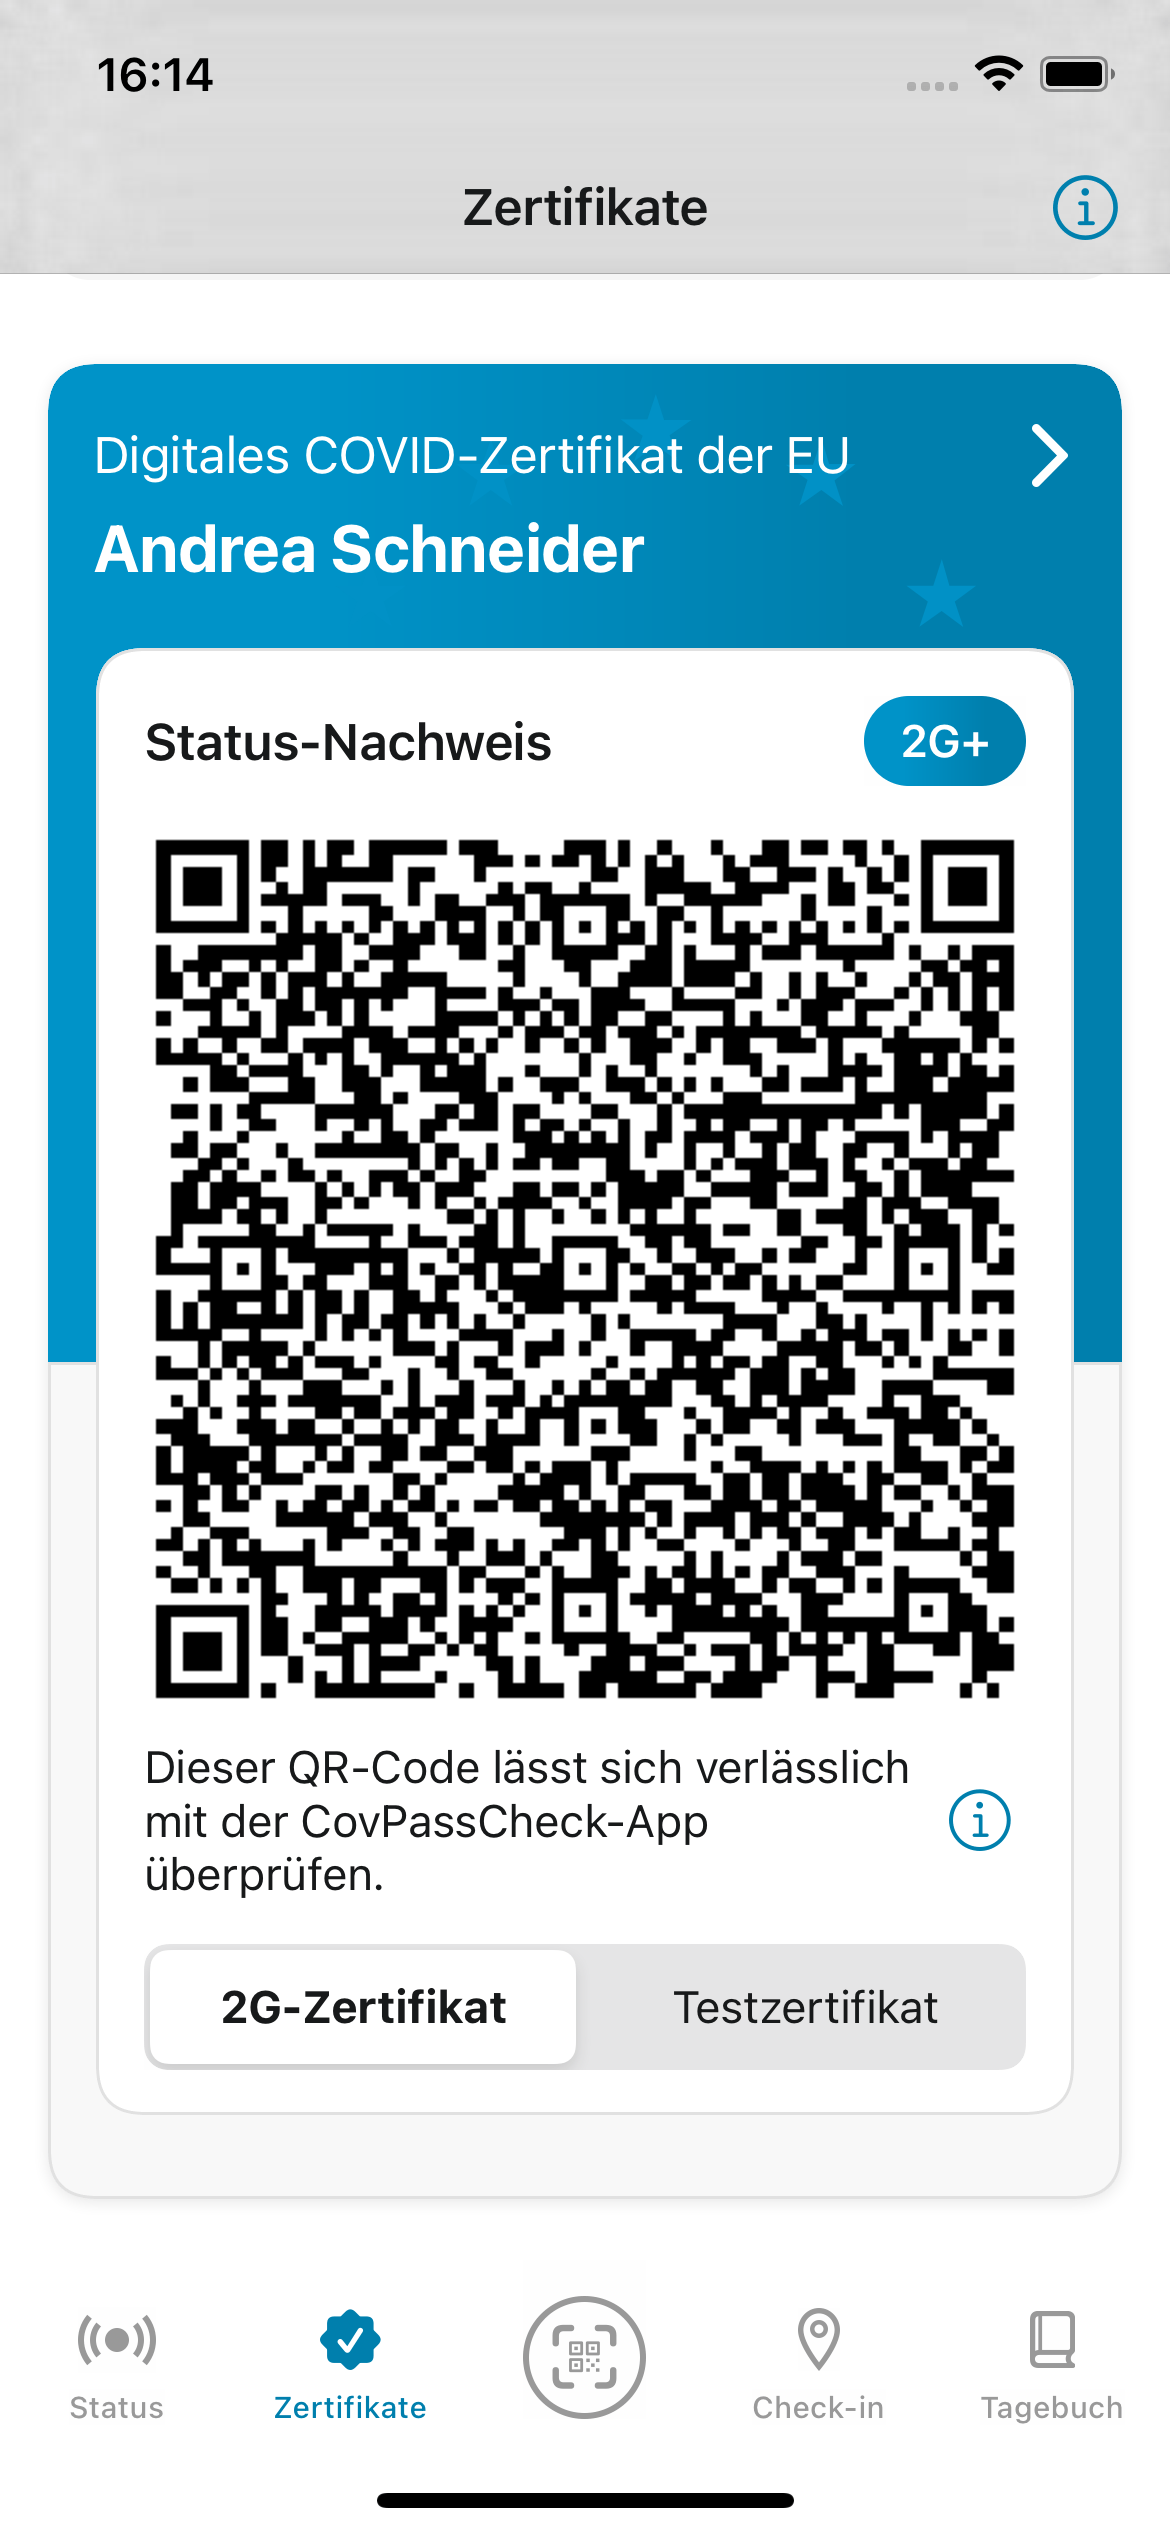 16:14
Zertifikate
Digitales COVID-Zertifikat der EU
Andrea Schneider
Status-Nachweis
2G+
Dieser QR-Code lässt sich verlässlich
mit der CovPassCheck-App
überprüfen.
2G-Zertifikat
Testzertifikat
Status
Zertifikate
Check-in
Tagebuch